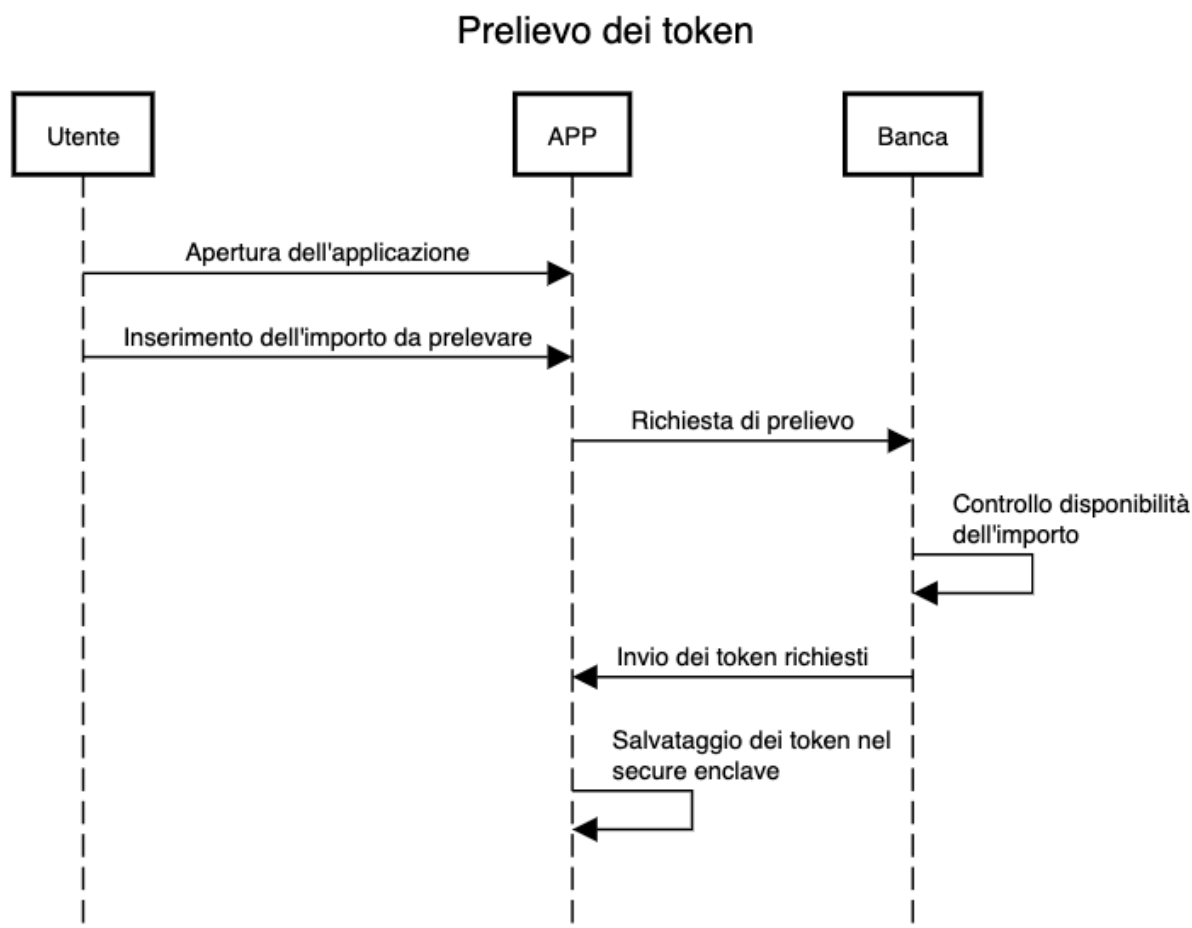 Prelievo dei token
Utente
APP
Banca
Apertura dell'applicazione
Inserimento dell'importo da prelevare
Richiesta di prelievo
Controllo disponibilità
dell'importo
Invio dei token richiesti
Salvataggio dei token nel
secure enclave